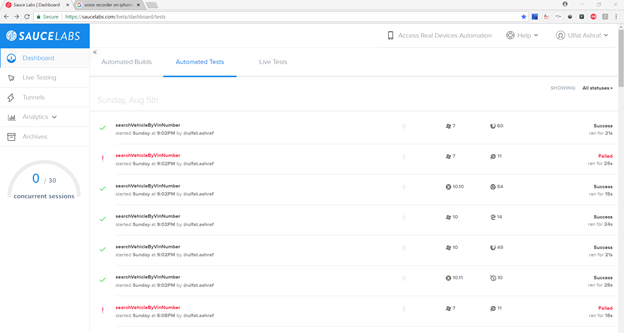 Sauce Labs | Dashboard
voice recorder on iphon
Secure
https://saucelabs.com/beta/dashboard/tests
SAUCELABS
Access Real Devices Automation
Help
Ulfat Ashraf
Dashboard
Live Testing
Tunnels
Analytics
Archives
0 / 30
concurrent sessions
Automated Builds
Automated Tests
Live Tests
SHOWING: All statuses
Sunday, Aug 5th
searchVehicleByVinNumber
started Sunday at 9:02PM by @ulfat.ashraf
7
60
Success
ran for 21s
searchVehicleByVinNumber
started Sunday at 9:02PM by @ulfat.ashraf
7
11
Failed
ran for 25s
searchVehicleByVinNumber
started Sunday at 9:02PM by @ulfat.ashraf
10.10
54
Success
ran for 15s
searchVehicleByVinNumber
started Sunday at 9:02PM by @ulfat.ashraf
10
14
Success
ran for 24s
searchVehicleByVinNumber
started Sunday at 9:02PM by @ulfat.ashraf
10
49
Success
ran for 21s
searchVehicleByVinNumber
started Sunday at 9:02PM by @ulfat.ashraf
10.11
10
Success
ran for 28s
searchVehicleByVinNumber
started Sunday at 6:08PM by @ulfat.ashraf
7
11
Failed
ran for 16s